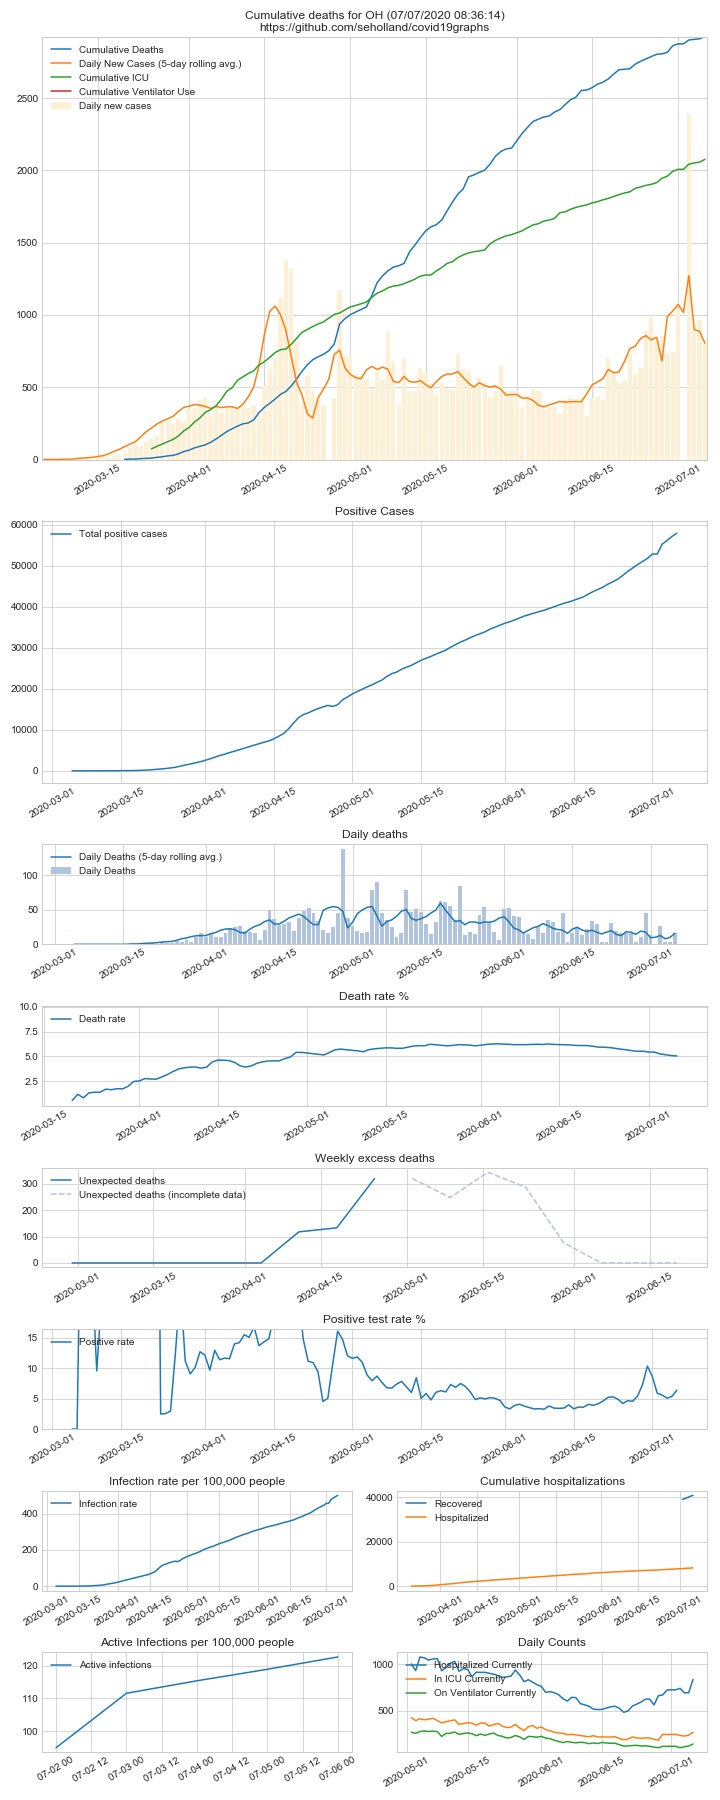 Cumulative deaths for OH (07/07/2020 08:36:14)
https://github.com/seholland/covid19graphs
Cumulative Deaths
Daily New Cases (5-day rolling avg.)
Cumulative ICU
Cumulative Ventilator Use
Daily new cases
2500
2000
1500
1000
500
0
2020-03-15 2020-04-01 2020-04-15 2020-05-01 2020-05-15 2020-06-01 2020-06-15 2020-07-01
Positive Cases
Total positive cases
60000
50000
40000
30000
20000
10000
0
2020-03-01 2020-03-15 2020-04-01 2020-04-15 2020-05-01 2020-05-15 2020-06-01 2020-06-15 2020-07-01
Daily deaths
Daily Deaths (5-day rolling avg.)
Daily Deaths
100
50
0
2020-03-01 2020-03-15 2020-04-01 2020-04-15 2020-05-01 2020-05-15 2020-06-01 2020-06-15 2020-07-01
Death rate %
Death rate
10.0
7.5
5.0
2.5
2020-03-15 2020-04-01 2020-04-15 2020-05-01 2020-05-15 2020-06-01 2020-06-15 2020-07-01
Weekly excess deaths
Unexpected deaths
Unexpected deaths (incomplete data)
300
200
100
0
2020-03-01 2020-03-15 2020-04-01 2020-04-15 2020-05-01 2020-05-15 2020-06-01 2020-06-15
Positive test rate %
Positive rate
15
10
5
0
2020-03-01 2020-03-15 2020-04-01 2020-04-15 2020-05-01 2020-05-15 2020-06-01 2020-06-15 2020-07-01
Infection rate per 100,000 people
Infection rate
400
200
0
2020-03-01 2020-03-15 2020-04-01 2020-04-15 2020-05-01 2020-05-15 2020-06-01 2020-06-15 2020-07-01
Cumulative hospitalizations
Recovered
Hospitalized
40000
20000
0
2020-04-01 2020-04-15 2020-05-01 2020-05-15 2020-06-01 2020-06-15 2020-07-01
Active Infections per 100,000 people
Active infections
120
110
100
07-02 00 07-02 12 07-03 00 07-03 12 07-04 00 07-04 12 07-05 00 07-05 12 07-06 00
Daily Counts
Hospitalized Currently
In ICU Currently
On Ventilator Currently
1000
500
2020-05-01 2020-05-15 2020-06-01 2020-06-15 2020-07-01